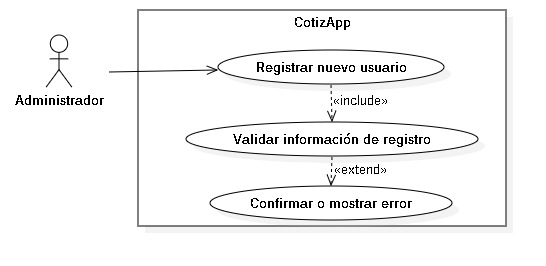 CotizApp
Registrar nuevo usuario
Administrador
«include»
Validar información de registro
«extend»
Confirmar o mostrar error